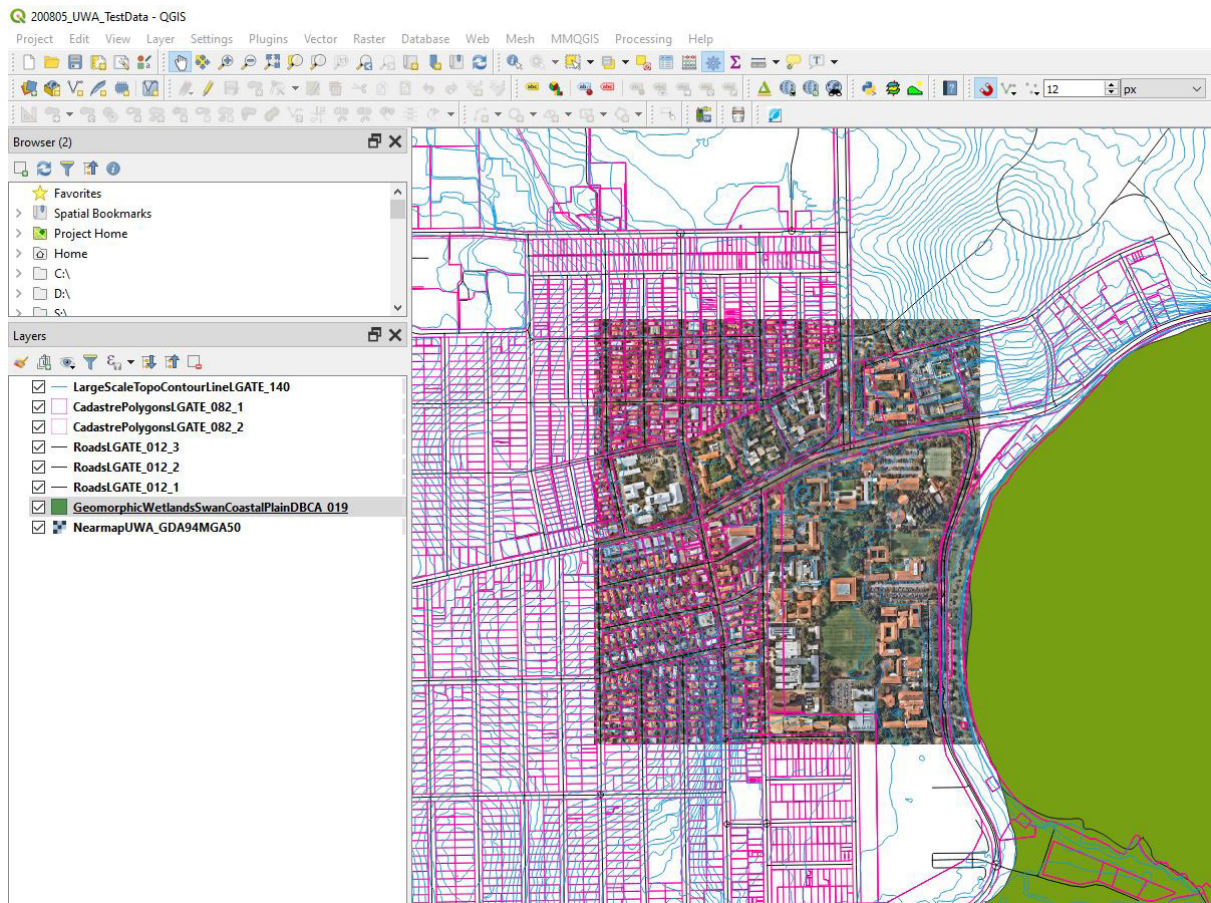 200805_UWA_TestData - QGIS
Project Edit View Layer Settings Plugins Vector Raster Database Web Mesh MMQGIS Processing Help
12 px
Browser (2)
Favorites
Spatial Bookmarks
Project Home
Home
C:\
D:\
S:\
Layers
LargeScaleTopoContourLineLGATE_140
CadastrePolygonsLGATE_082_1
CadastrePolygonsLGATE_082_2
RoadsLGATE_012_3
RoadsLGATE_012_2
RoadsLGATE_012_1
GeomorphicWetlandsSwanCoastalPlainDBCA_019
NearmapUWA_GDA94MGA50